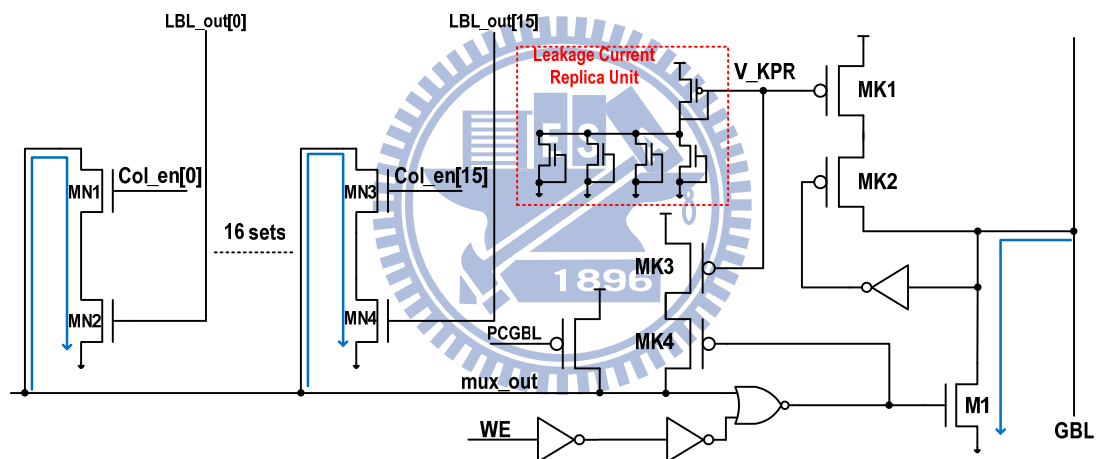 LBL_out[0]
LBL_out[15]
Leakage Current
Replica Unit
V_KPR
MK1
MN1
Col_en[0]
MN3
Col_en[15]
MK2
16 sets
MK3
1896
MN2
MN4
PCGBL
MK4
mux_out
M1
WE
GBL